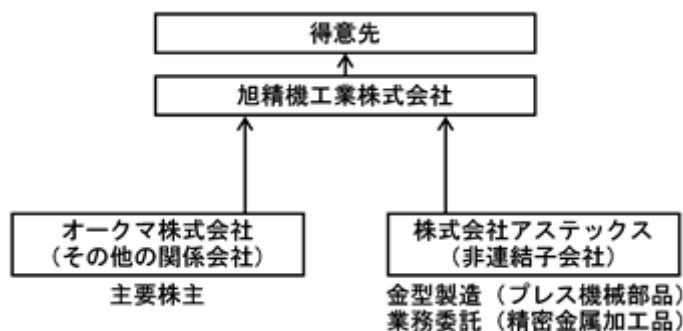 得意先
旭精機工業株式会社
オークマ株式会社
(その他の関係会社)
株式会社アステックス
(非連結子会社)
主要株主
金型製造(プレス機械部品)
業務委託(精密金属加工品)